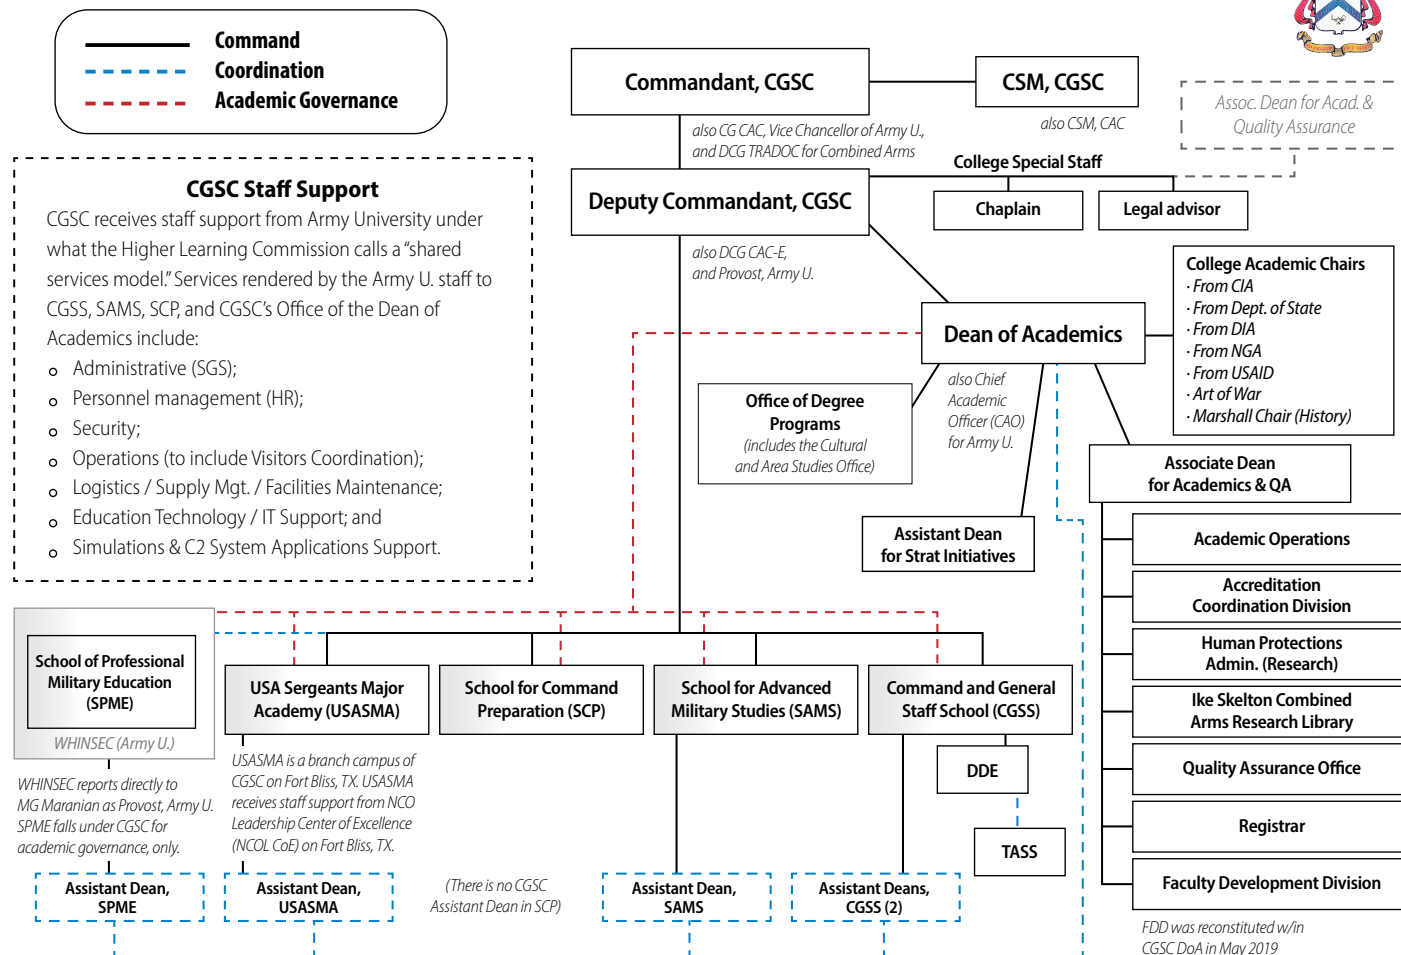 Command
Coordination
Academic Governance
Commandant, CGSC
also CG CAC, Vice Chancellor of Army U.,
and DCG TRADOC for Combined Arms
CSM, CGSC
also CSM, CAC
Assoc. Dean for Acad. &
Quality Assurance
College Special Staff
Chaplain
Legal advisor
Deputy Commandant, CGSC
also DCG CAC-E,
and Provost, Army U.
CGSC Staff Support
CGSC receives staff support from Army University under
what the Higher Learning Commission calls a “shared
services model.” Services rendered by the Army U. staff to
CGSS, SAMS, SCP, and CGSC’s Office of the Dean of
Academics include:
Administrative (SGS);
Personnel management (HR);
Security;
Operations (to include Visitors Coordination);
Logistics / Supply Mgt. / Facilities Maintenance;
Education Technology / IT Support; and
Simulations & C2 System Applications Support.
Dean of Academics
also Chief
Academic
Officer (CAO)
for Army U.
College Academic Chairs
· From CIA
· From Dept. of State
· From DIA
· From NGA
· From USAID
· Art of War
· Marshall Chair (History)
Office of Degree
Programs
(includes the Cultural
and Area Studies Office)
Assistant Dean
for Strat Initiatives
Associate Dean
for Academics & QA
Academic Operations
Accreditation
Coordination Division
Human Protections
Admin. (Research)
Ike Skelton Combined
Arms Research Library
Quality Assurance Office
Registrar
Faculty Development Division
FDD was reconstituted w/in
CGSC DoA in May 2019
School of Professional
Military Education
(SPME)
WHINSEC (Army U.)
WHINSEC reports directly to
MG Maranian as Provost, Army U.
SPME falls under CGSC for
academic governance, only.
Assistant Dean,
SPME
USA Sergeants Major
Academy (USASMA)
USASMA is a branch campus of
CGSC on Fort Bliss, TX. USASMA
receives staff support from NCO
Leadership Center of Excellence
(NCOL CoE) on Fort Bliss, TX.
Assistant Dean,
USASMA
School for Command
Preparation (SCP)
(There is no CGSC
Assistant Dean in SCP)
School for Advanced
Military Studies (SAMS)
Assistant Dean,
SAMS
Command and General
Staff School (CGSS)
DDE
TASS
Assistant Deans,
CGSS (2)